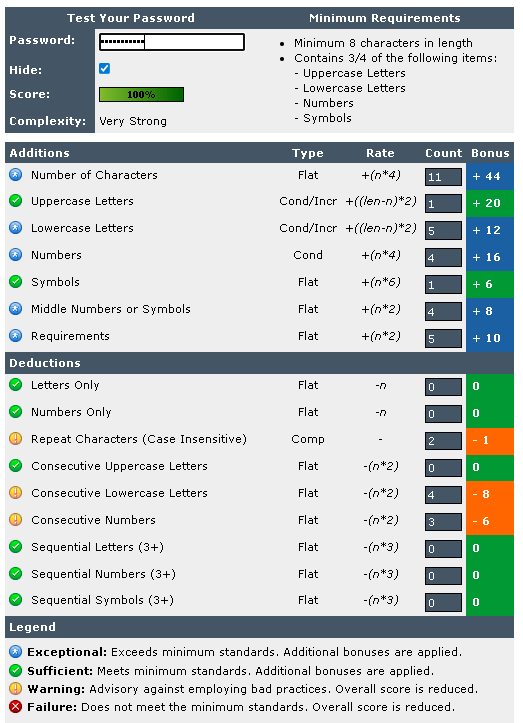 Test Your Password Minimum Requirements
Password: •••••••••••
• Minimum 8 characters in length
• Contains 3/4 of the following items:
Hide:
- Uppercase Letters
- Lowercase Letters
Score: 100%
- Numbers
- Symbols
Complexity: Very Strong
Additions Type Rate Count Bonus
Number of Characters Flat +(n*4) 11 + 44
Uppercase Letters Cond/Incr +((len-n)*2) 1 + 20
Lowercase Letters Cond/Incr +((len-n)*2) 5 + 12
Numbers Cond +(n*4) 4 + 16
Symbols Flat +(n*6) 1 + 6
Middle Numbers or Symbols Flat +(n*2) 4 + 8
Requirements Flat +(n*2) 5 + 10
Deductions
Letters Only Flat -n 0 0
Numbers Only Flat -n 0 0
Repeat Characters (Case Insensitive) Comp - 2 - 1
Consecutive Uppercase Letters Flat -(n*2) 0 0
Consecutive Lowercase Letters Flat -(n*2) 4 - 8
Consecutive Numbers Flat -(n*2) 3 - 6
Sequential Letters (3+) Flat -(n*3) 0 0
Sequential Numbers (3+) Flat -(n*3) 0 0
Sequential Symbols (3+) Flat -(n*3) 0 0
Legend
Exceptional: Exceeds minimum standards. Additional bonuses are applied.
Sufficient: Meets minimum standards. Additional bonuses are applied.
Warning: Advisory against employing bad practices. Overall score is reduced.
Failure: Does not meet the minimum standards. Overall score is reduced.